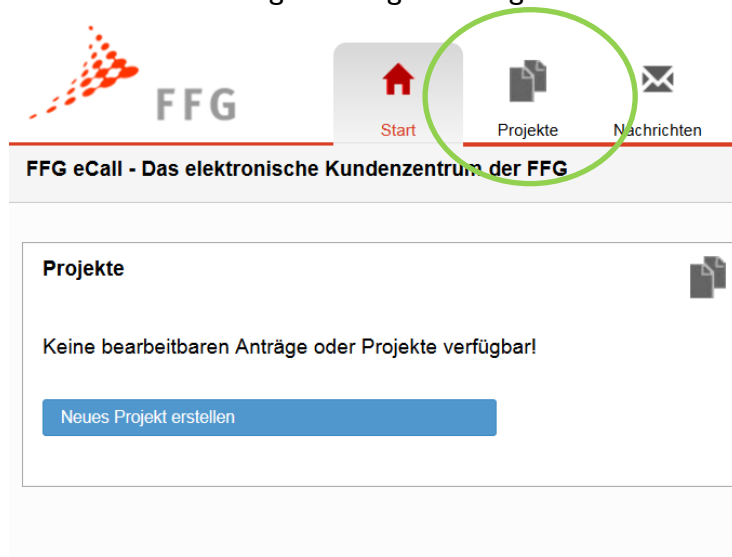 FFG
Start Projekte Nachrichten
FFG eCall - Das elektronische Kundenzentrum der FFG
Projekte
Keine bearbeitbaren Anträge oder Projekte verfügbar!
Neues Projekt erstellen